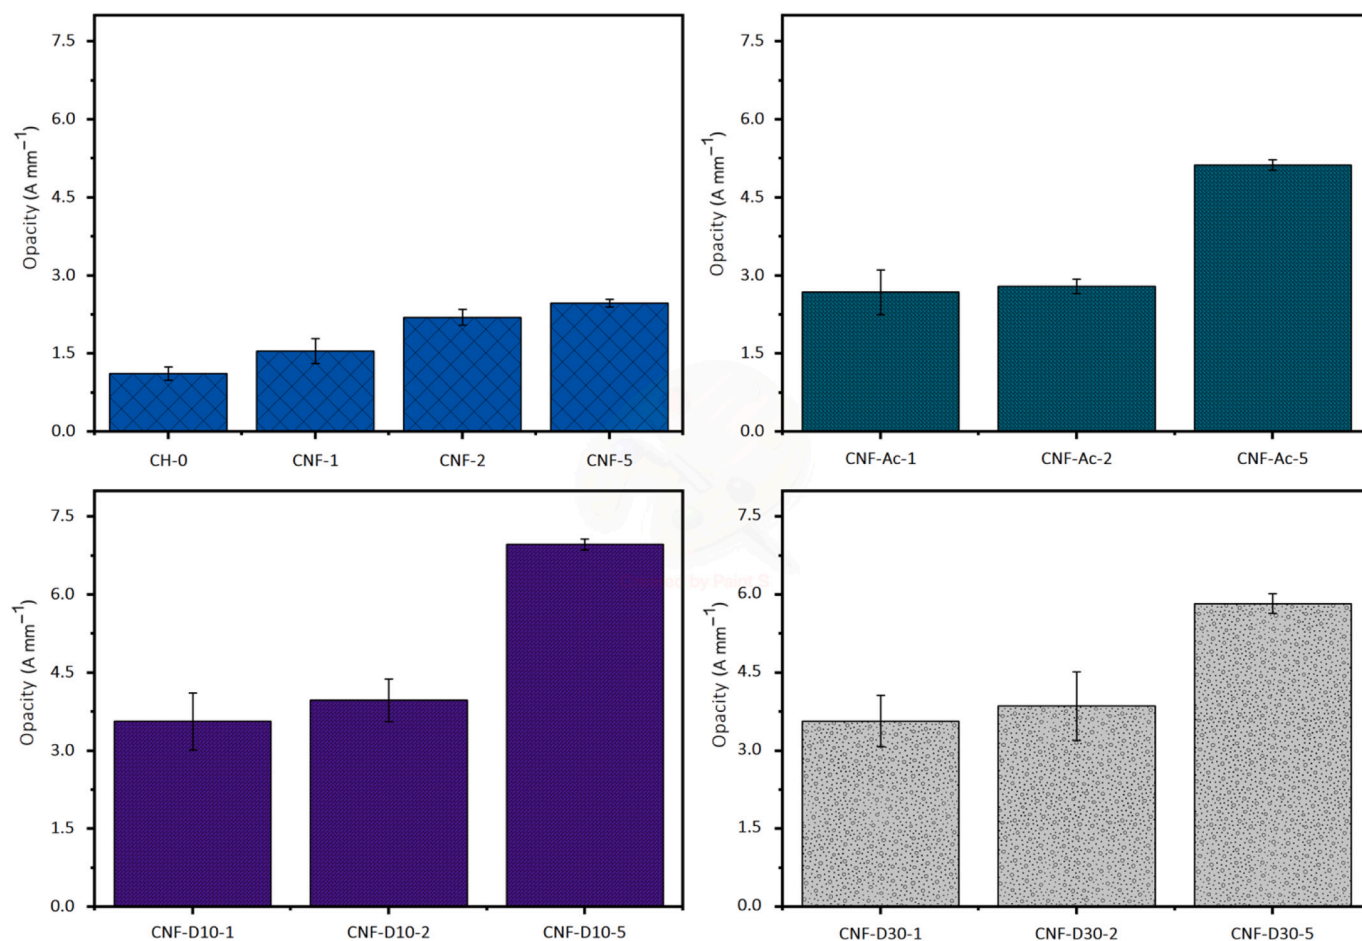 7.5
6.0
4.5
3.0
1.5
0.0
Opacity (A mm⁻¹)
CH-0 CNF-1 CNF-2 CNF-5
7.5
6.0
4.5
3.0
1.5
0.0
Opacity (A mm⁻¹)
CNF-Ac-1 CNF-Ac-2 CNF-Ac-5
7.5
6.0
4.5
3.0
1.5
0.0
Opacity (A mm⁻¹)
CNF-D10-1 CNF-D10-2 CNF-D10-5
7.5
6.0
4.5
3.0
1.5
0.0
Opacity (A mm⁻¹)
CNF-D30-1 CNF-D30-2 CNF-D30-5
by Paint S